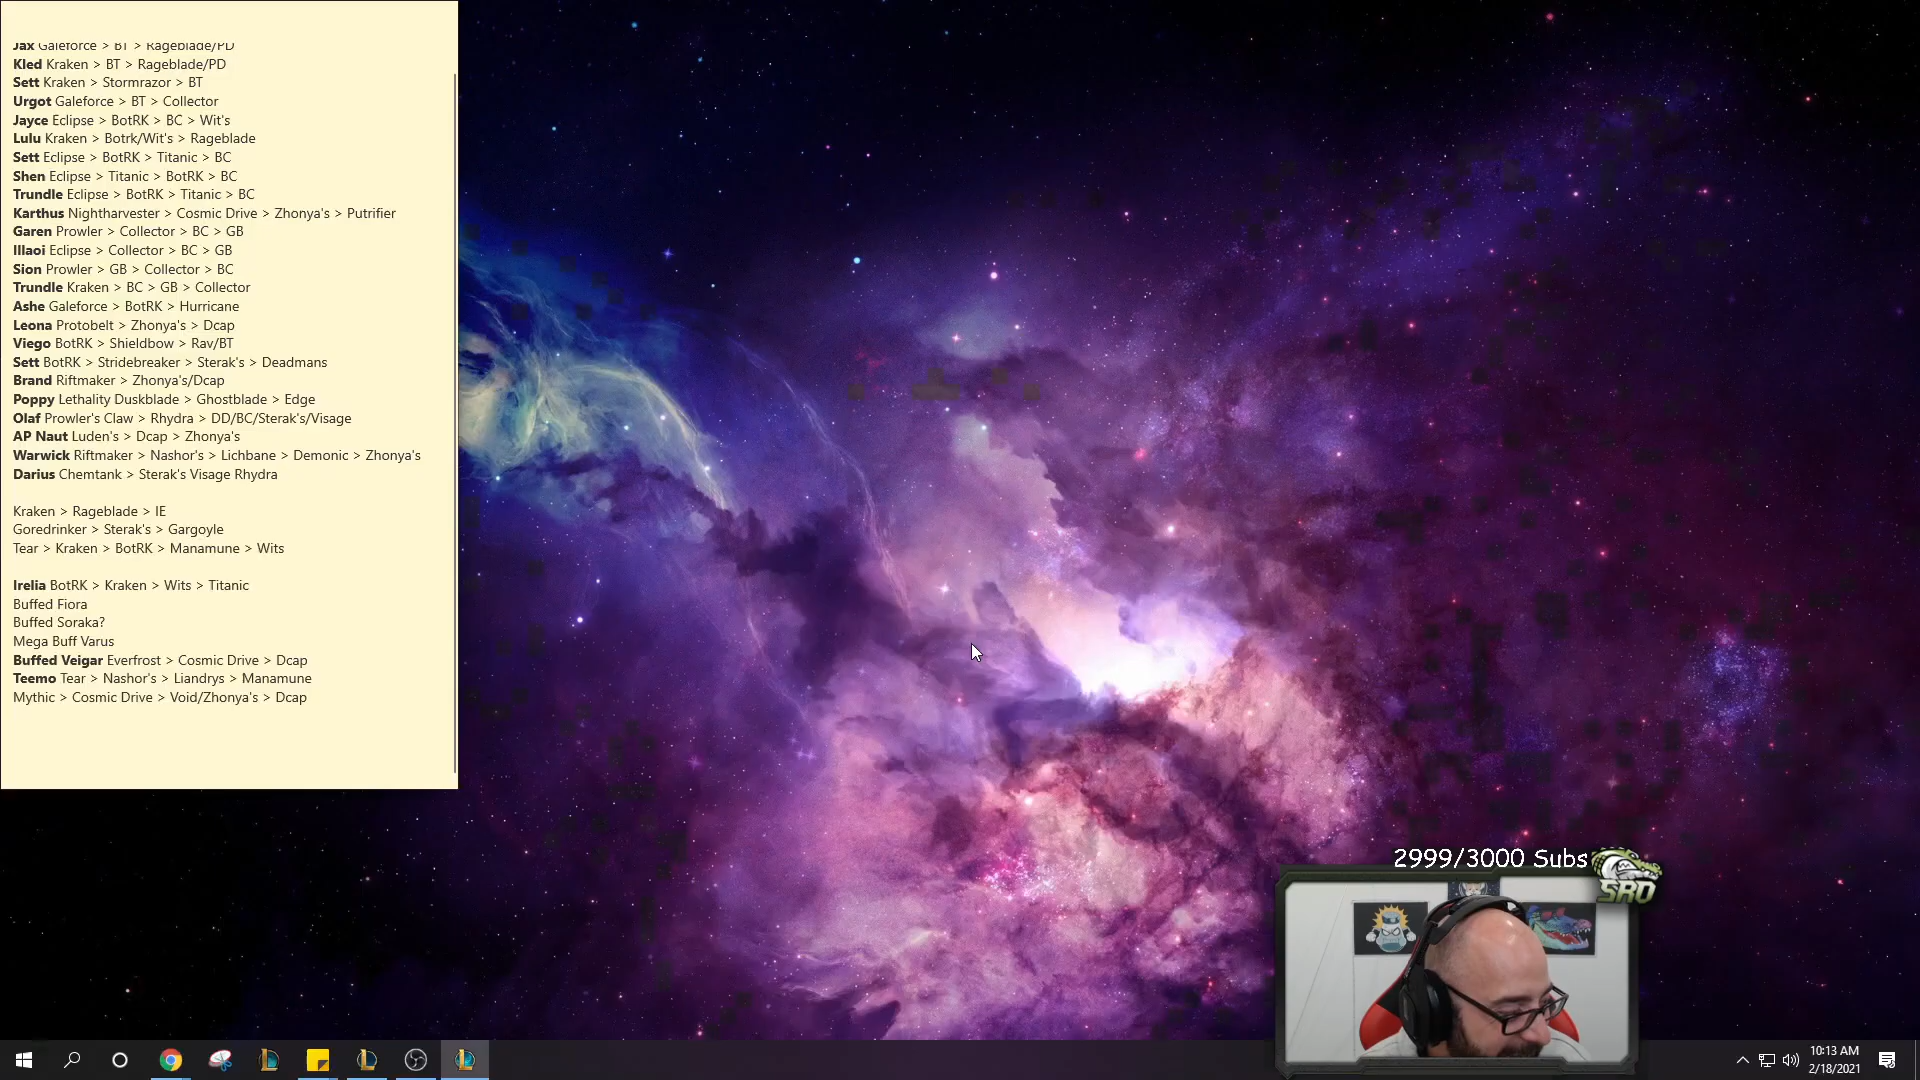 Jax Galeforce > BT > Rageblade/PD
Kled Kraken > BT > Rageblade/PD
Sett Kraken > Stormrazor > BT
Urgot Galeforce > BT > Collector
Jayce Eclipse > BotRK > BC > Wit's
Lulu Kraken > Botrk/Wit's > Rageblade
Sett Eclipse > BotRK > Titanic > BC
Shen Eclipse > Titanic > BotRK > BC
Trundle Eclipse > BotRK > Titanic > BC
Karthus Nightharvester > Cosmic Drive > Zhonya's > Putrifier
Garen Prowler > Collector > BC > GB
Illaoi Eclipse > Collector > BC > GB
Sion Prowler > GB > Collector > BC
Trundle Kraken > BC > GB > Collector
Ashe Galeforce > BotRK > Hurricane
Leona Protobelt > Zhonya's > Dcap
Viego BotRK > Shieldbow > Rav/BT
Sett BotRK > Stridebreaker > Sterak's > Deadmans
Brand Riftmaker > Zhonya's/Dcap
Poppy Lethality Duskblade > Ghostblade > Edge
Olaf Prowler's Claw > Rhydra > DD/BC/Sterak's/Visage
AP Naut Luden's > Dcap > Zhonya's
Warwick Riftmaker > Nashor's > Lichbane > Demonic > Zhonya's
Darius Chemtank > Sterak's Visage Rhydra
Kraken > Rageblade > IE
Goredrinker > Sterak's > Gargoyle
Tear > Kraken > BotRK > Manamune > Wits
Irelia BotRK > Kraken > Wits > Titanic
Buffed Fiora
Buffed Soraka?
Mega Buff Varus
Buffed Veigar Everfrost > Cosmic Drive > Dcap
Teemo Tear > Nashor's > Liandrys > Manamune
Mythic > Cosmic Drive > Void/Zhonya's > Dcap
2999/3000 Subs
SRO
10:13 AM
2/18/2021